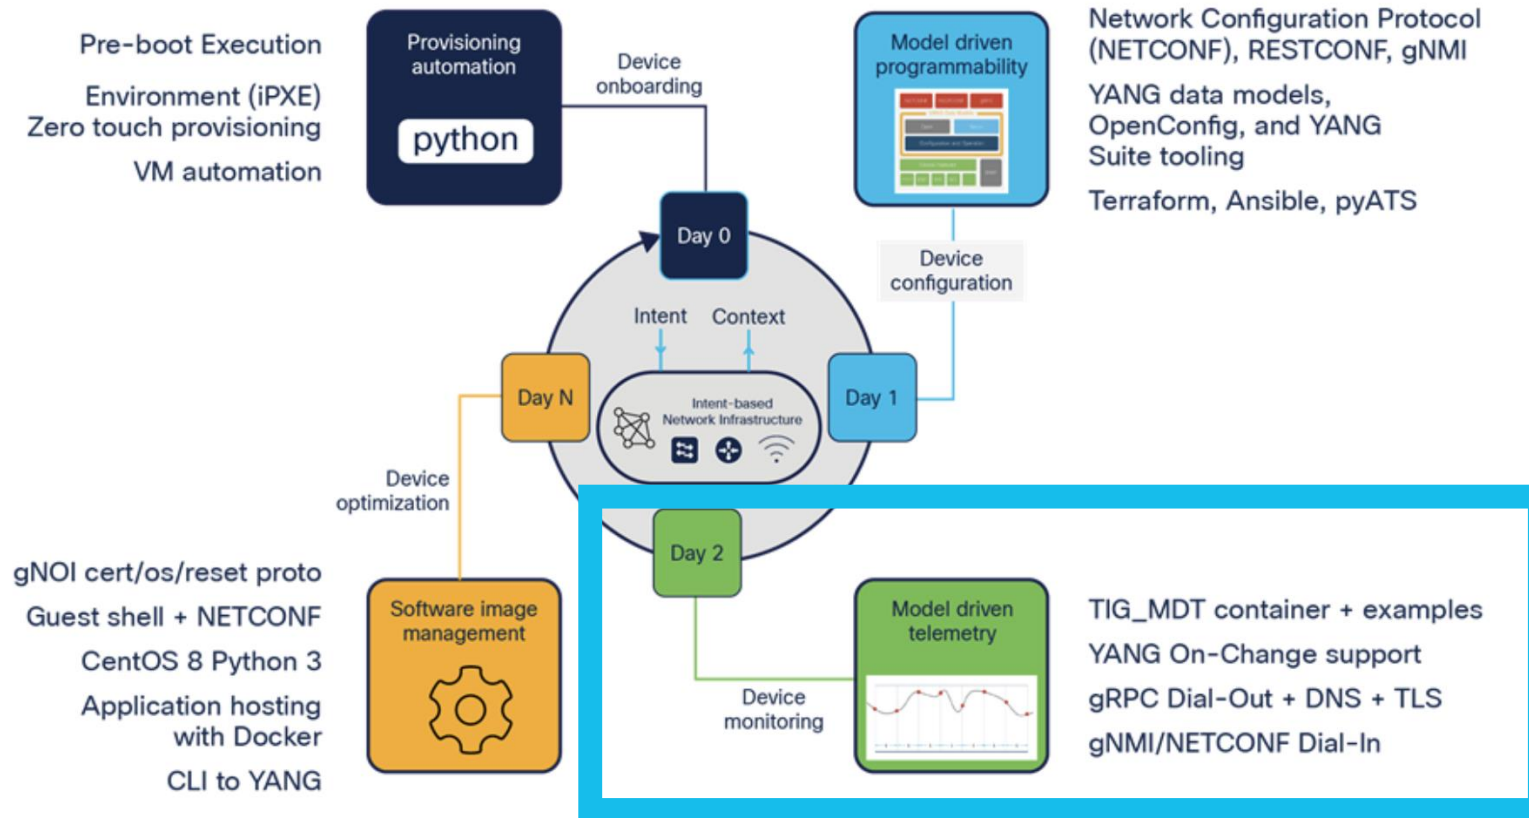 Pre-boot Execution
Environment (iPXE)
Zero touch provisioning
VM automation
Provisioning
automation
python
Device
onboarding
Model driven
programmability
Network Configuration Protocol
(NETCONF), RESTCONF, gNMI
YANG data models,
OpenConfig, and YANG
Suite tooling
Terraform, Ansible, pyATS
Day 0
Device
configuration
Intent
Context
Day N
Intent-based
Network Infrastructure
Day 1
Device
optimization
Day 2
gNOI cert/os/reset proto
Guest shell + NETCONF
CentOS 8 Python 3
Application hosting
with Docker
CLI to YANG
Software image
management
Device
monitoring
Model driven
telemetry
TIG_MDT container + examples
YANG On-Change support
gRPC Dial-Out + DNS + TLS
gNMI/NETCONF Dial-In